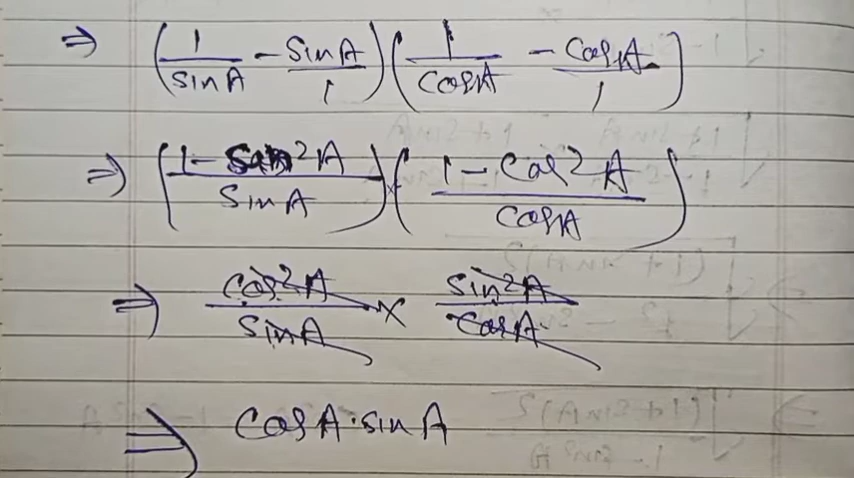 ⇒ (1/sinA - sinA/1)(1/cosA - cosA/1)
⇒ (1-sin²A/sinA)×(1-cos²A/cosA)
⇒ cos²A/sinA × sin²A/cosA
⇒ cosA·sinA